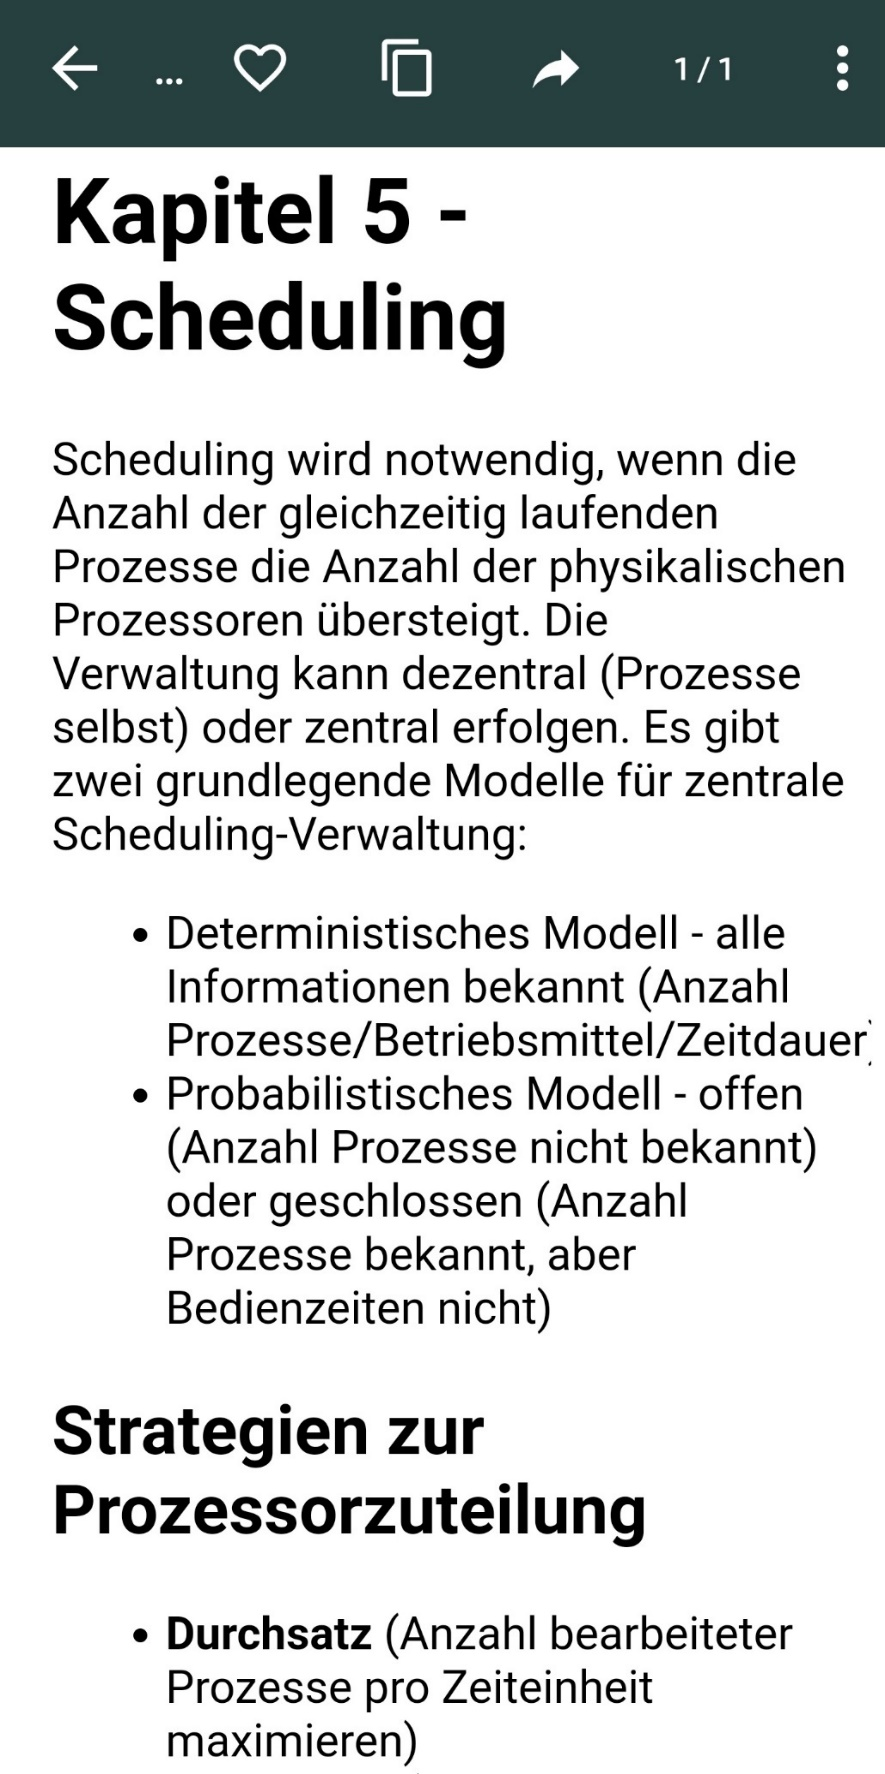 ...
1 / 1
Kapitel 5 -
Scheduling
Scheduling wird notwendig, wenn die
Anzahl der gleichzeitig laufenden
Prozesse die Anzahl der physikalischen
Prozessoren übersteigt. Die
Verwaltung kann dezentral (Prozesse
selbst) oder zentral erfolgen. Es gibt
zwei grundlegende Modelle für zentrale
Scheduling-Verwaltung:
• Deterministisches Modell - alle
Informationen bekannt (Anzahl
Prozesse/Betriebsmittel/Zeitdauer)
• Probabilistisches Modell - offen
(Anzahl Prozesse nicht bekannt)
oder geschlossen (Anzahl
Prozesse bekannt, aber
Bedienzeiten nicht)
Strategien zur
Prozessorzuteilung
• Durchsatz (Anzahl bearbeiteter
Prozesse pro Zeiteinheit
maximieren)